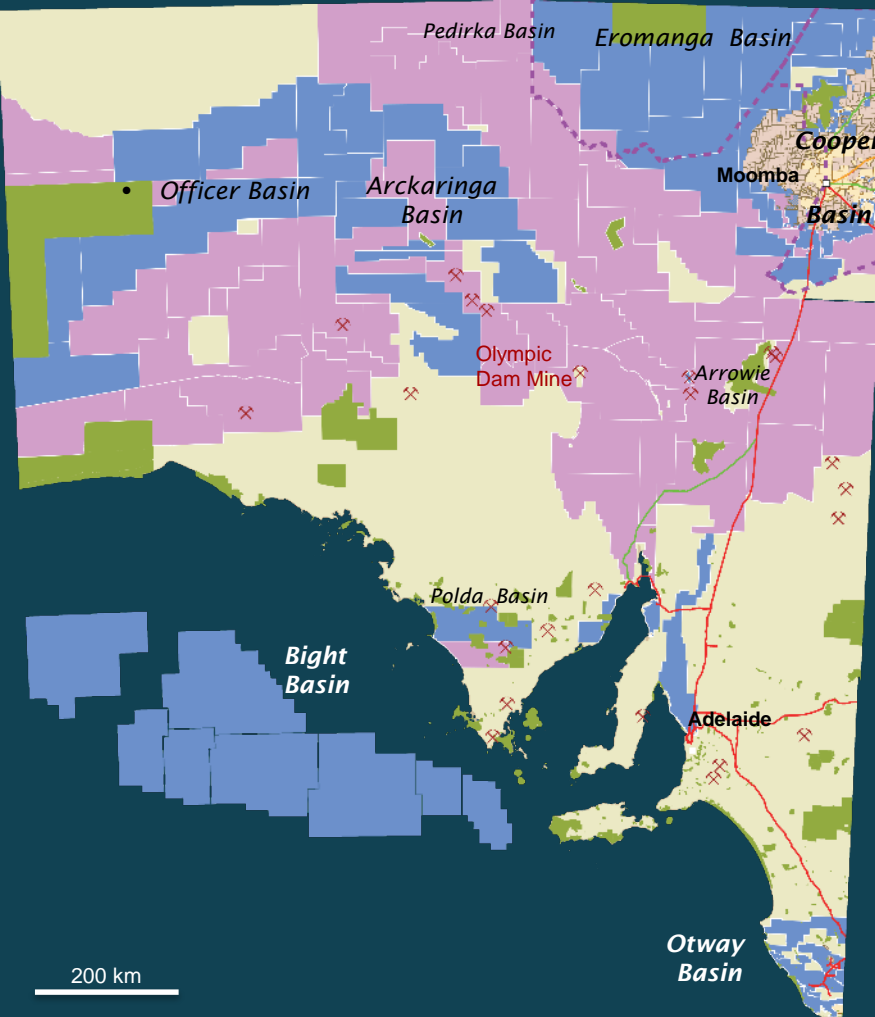 Pedirka Basin
Eromanga Basin
Cooper
Basin
Moomba
Officer Basin
Arckaringa
Basin
Olympic
Dam Mine
Arrowie
Basin
Polda Basin
Bight
Basin
Adelaide
Otway
Basin
200 km